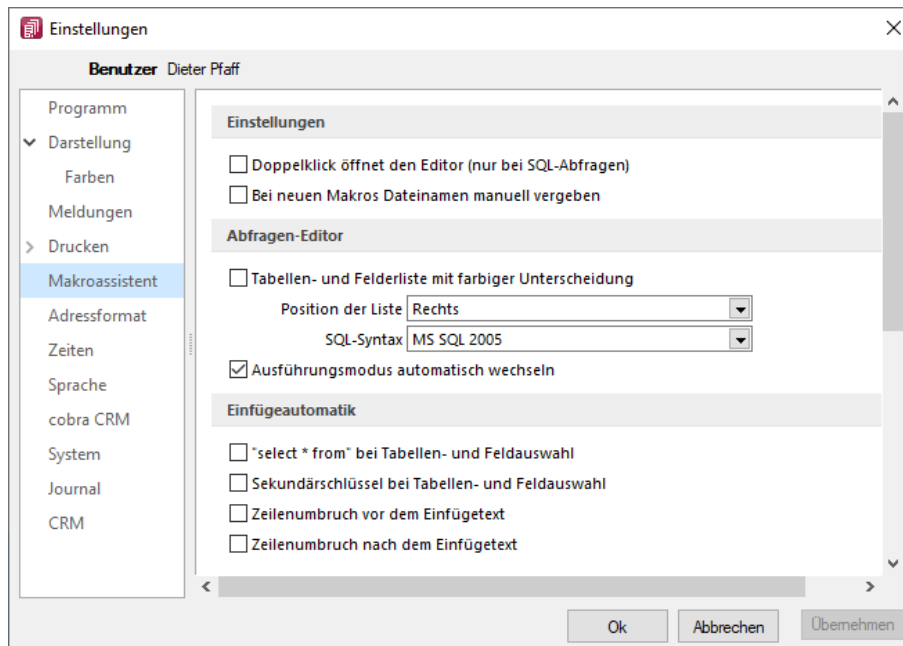 Einstellungen
Benutzer Dieter Pfaff
Programm
Darstellung
Farben
Meldungen
Drucken
Makroassistent
Adressformat
Zeiten
Sprache
cobra CRM
System
Journal
CRM
Einstellungen
Doppelklick öffnet den Editor (nur bei SQL-Abfragen)
Bei neuen Makros Dateinamen manuell vergeben
Abfragen-Editor
Tabellen- und Felderliste mit farbiger Unterscheidung
Position der Liste Rechts
SQL-Syntax MS SQL 2005
Ausführungsmodus automatisch wechseln
Einfügeautomatik
"select * from" bei Tabellen- und Feldauswahl
Sekundärschlüssel bei Tabellen- und Feldauswahl
Zeilenumbruch vor dem Einfügetext
Zeilenumbruch nach dem Einfügetext
Ok Abbrechen Übernehmen